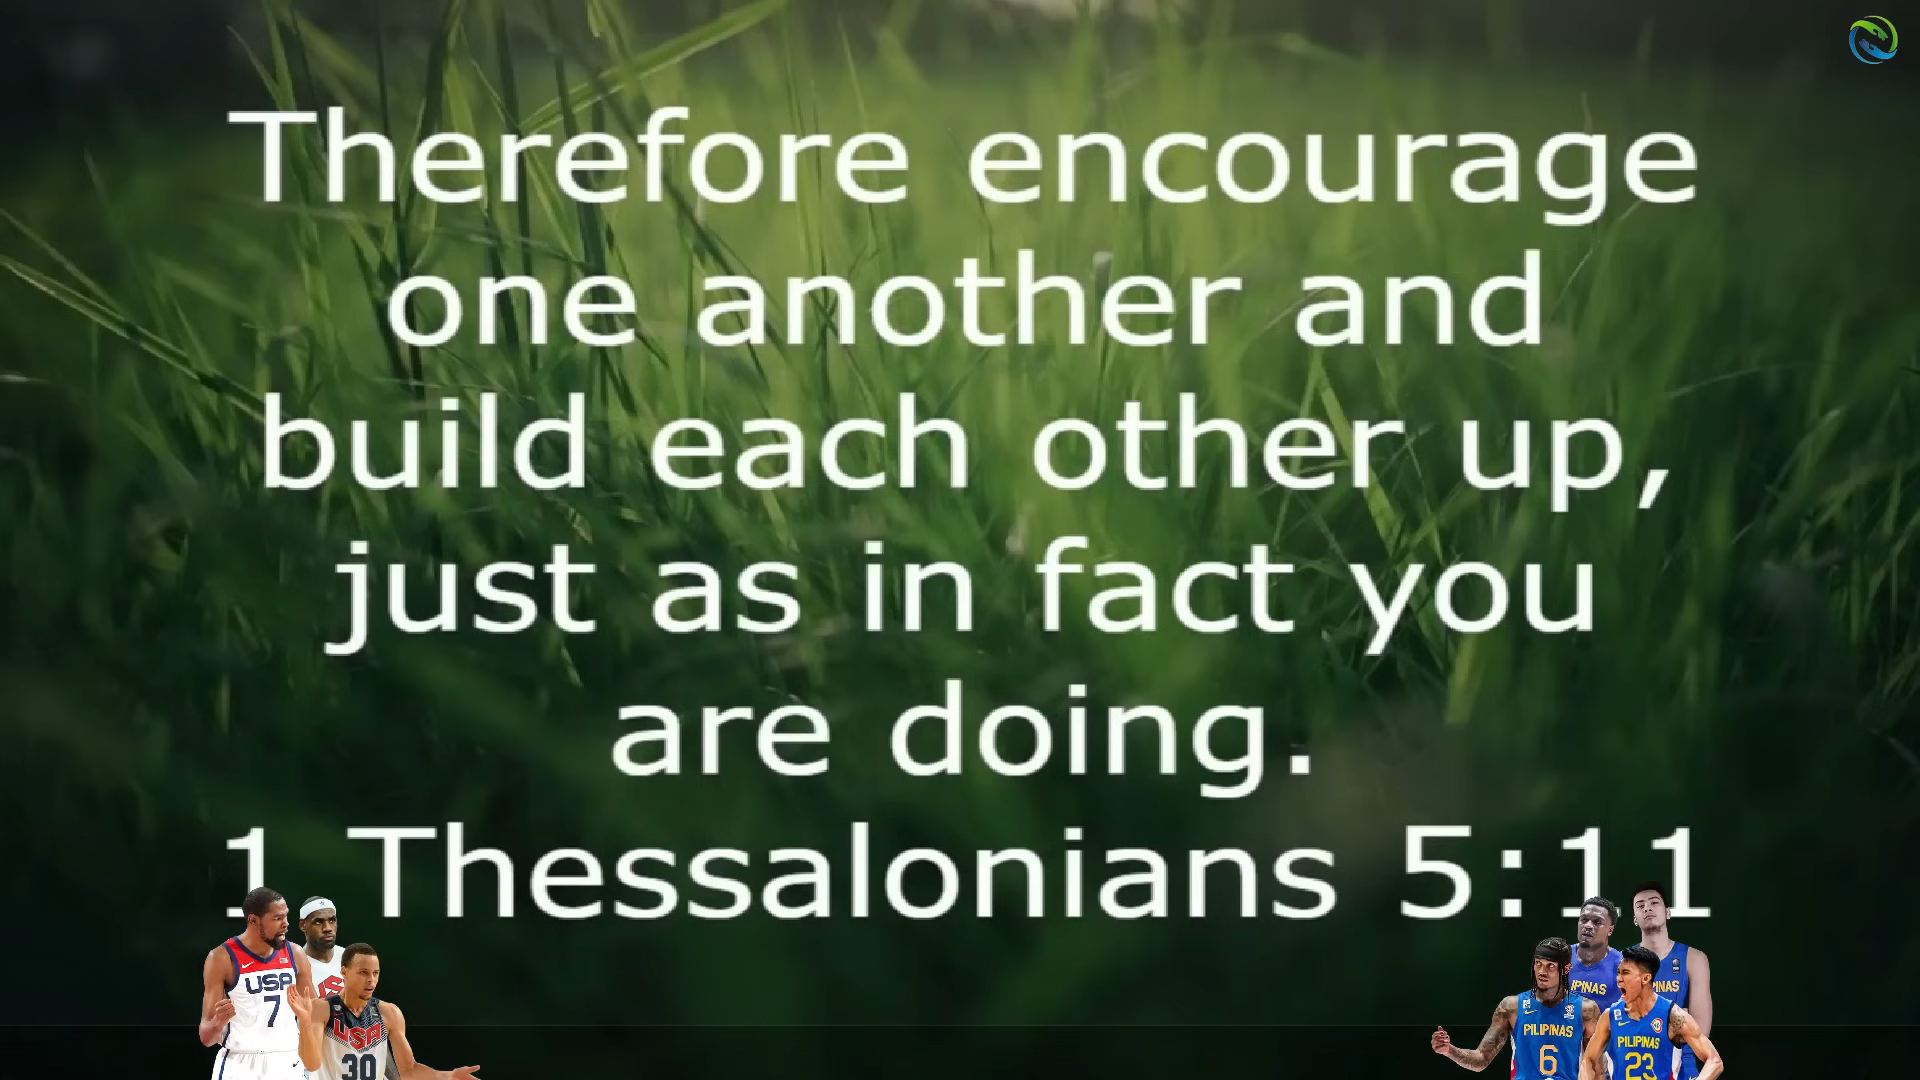 Therefore encourage
one another and
build each other up,
just as in fact you
are doing.
1 Thessalonians 5:11
USA
7
USA
30
PILIPINAS
6
PILIPINAS
23